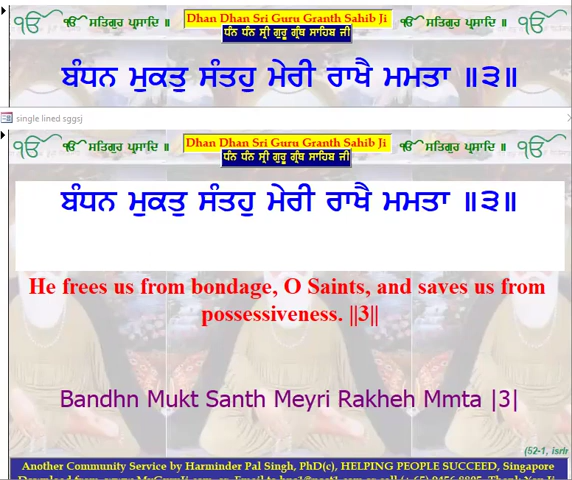 ੴ ਸਤਿਗੁਰ ਪ੍ਰਸਾਦਿ ॥ Dhan Dhan Sri Guru Granth Sahib Ji ੴ ਸਤਿਗੁਰ ਪ੍ਰਸਾਦਿ ॥ ੴ
ਧੰਨ ਧੰਨ ਸ੍ਰੀ ਗੁਰੂ ਗ੍ਰੰਥ ਸਾਹਿਬ ਜੀ
ਬੰਧਨ ਮੁਕਤੁ ਸੰਤਹੁ ਮੇਰੀ ਰਾਖੈ ਮਮਤਾ ॥੩॥
single lined sggsj
ੴ ੴ ਸਤਿਗੁਰ ਪ੍ਰਸਾਦਿ ॥ Dhan Dhan Sri Guru Granth Sahib Ji ੴ ਸਤਿਗੁਰ ਪ੍ਰਸਾਦਿ ॥ ੴ
ਧੰਨ ਧੰਨ ਸ੍ਰੀ ਗੁਰੂ ਗ੍ਰੰਥ ਸਾਹਿਬ ਜੀ
ਬੰਧਨ ਮੁਕਤੁ ਸੰਤਹੁ ਮੇਰੀ ਰਾਖੈ ਮਮਤਾ ॥੩॥
He frees us from bondage, O Saints, and saves us from
possessiveness. ||3||
Bandhn Mukt Santh Meyri Rakheh Mmta |3|
(52-1,
Another Community Service by Harminder Pal Singh, PhD(c), HELPING PEOPLE SUCCEED, Singapore